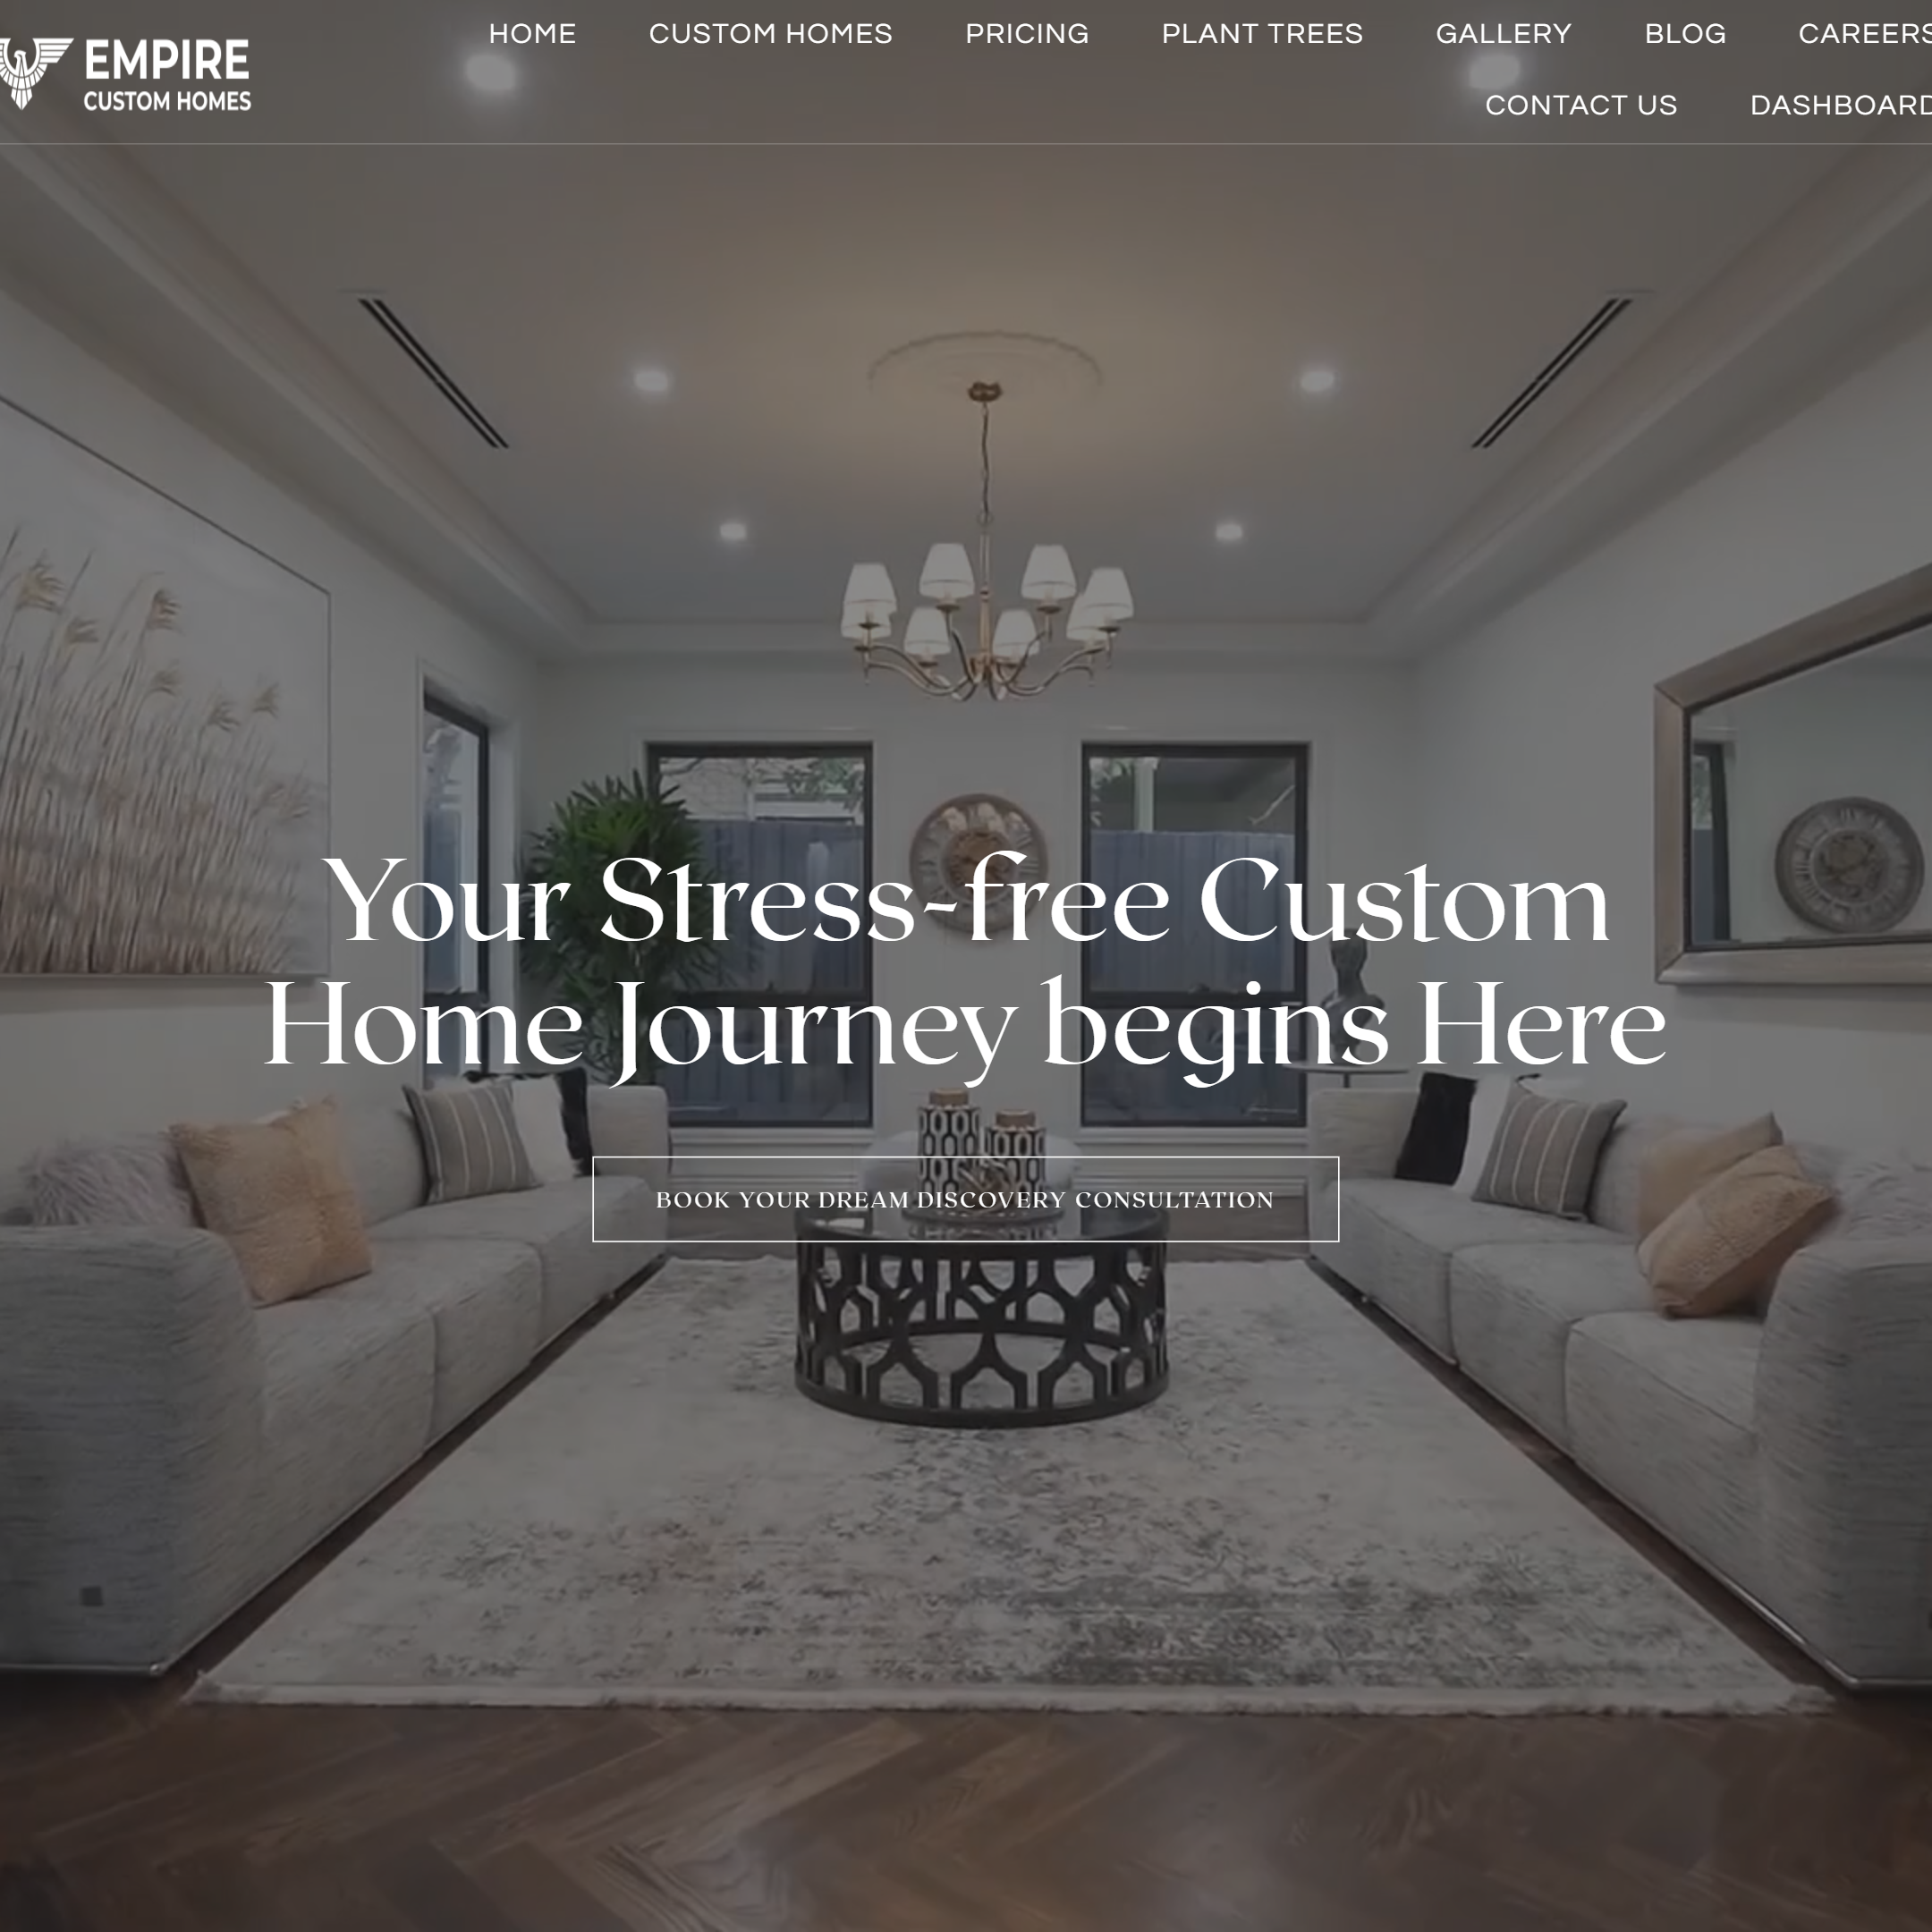 EMPIRE
CUSTOM HOMES
HOME CUSTOM HOMES PRICING PLANT TREES GALLERY BLOG CAREERS
CONTACT US DASHBOARD
Your Stress-free Custom
Home Journey begins Here
BOOK YOUR DREAM DISCOVERY CONSULTATION